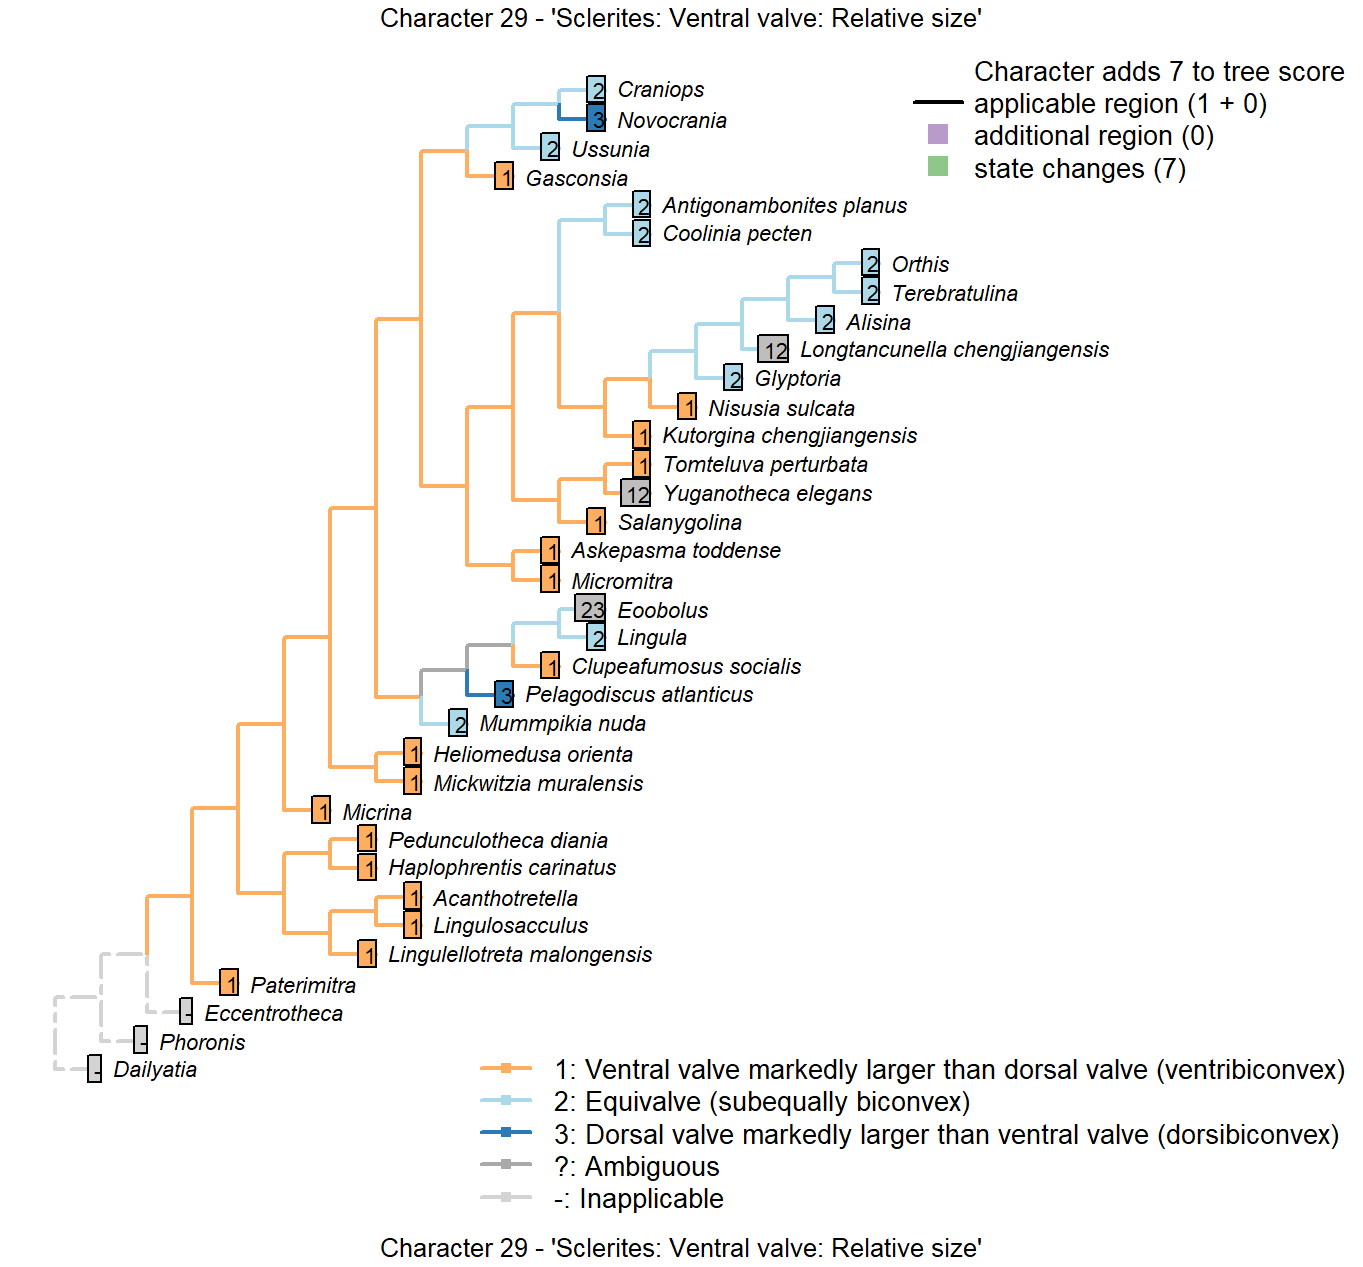 Character 29 - 'Sclerites: Ventral valve: Relative size'
Character adds 7 to tree score
applicable region (1 + 0)
additional region (0)
state changes (7)
2 Craniops
3 Novocrania
2 Ussunia
1 Gasconsia
2 Antigonambonites planus
2 Coolinia pecten
2 Orthis
2 Terebratulina
2 Alisina
12 Longtancunella chengjiangensis
2 Glyptoria
1 Nisusia sulcata
1 Kutorgina chengjiangensis
1 Tomteluva perturbata
12 Yuganotheca elegans
1 Salanygolina
1 Askepasma toddense
1 Micromitra
23 Eoobolus
2 Lingula
1 Clupeafumosus socialis
3 Pelagodiscus atlanticus
2 Mummpikia nuda
1 Heliomedusa orienta
1 Mickwitzia muralensis
1 Micrina
1 Pedunculotheca diania
1 Haplophrentis carinatus
1 Acanthotretella
1 Lingulosacculus
1 Lingulellotreta malongensis
1 Paterimitra
- Eccentrotheca
- Phoronis
- Dailyatia
1: Ventral valve markedly larger than dorsal valve (ventribiconvex)
2: Equivalve (subequally biconvex)
3: Dorsal valve markedly larger than ventral valve (dorsibiconvex)
?: Ambiguous
-: Inapplicable
Character 29 - 'Sclerites: Ventral valve: Relative size'